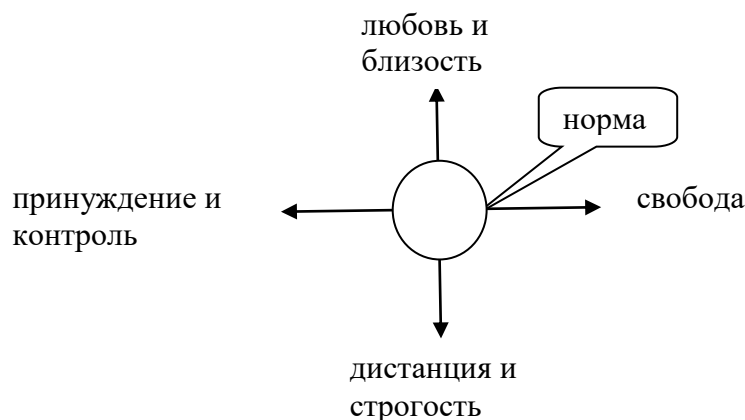 любовь и
близость
норма
принуждение и
контроль
свобода
дистанция и
строгость